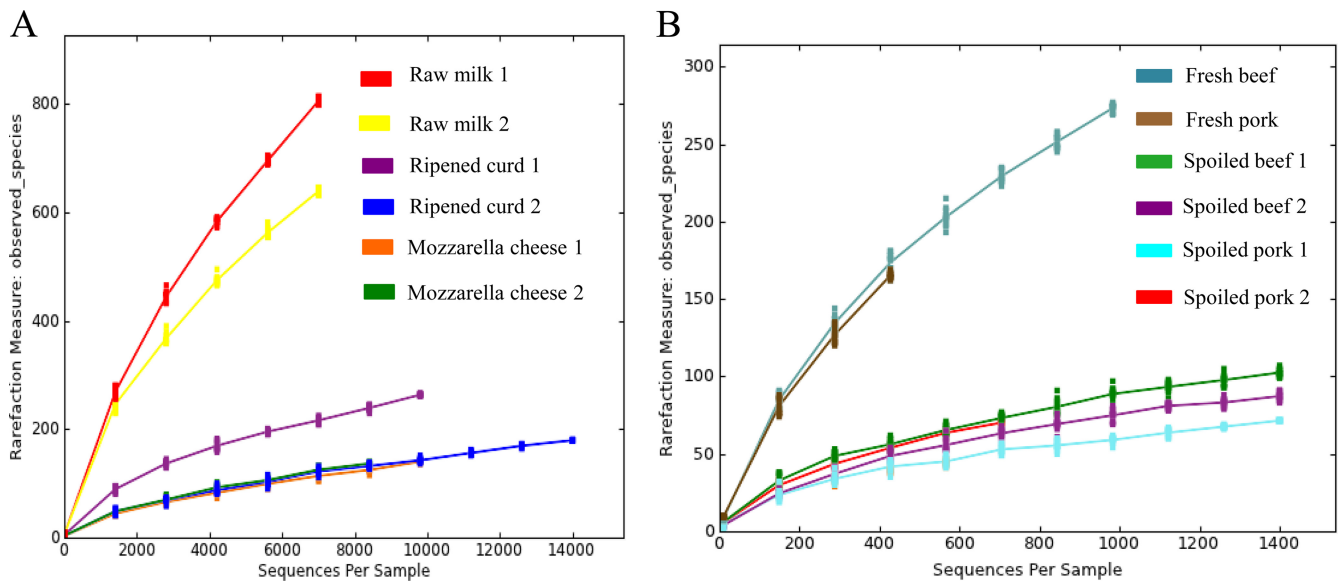 A
Rarefaction Measure: observed_species
800
600
400
200
0
0 2000 4000 6000 8000 10000 12000 14000
Sequences Per Sample
Raw milk 1
Raw milk 2
Ripened curd 1
Ripened curd 2
Mozzarella cheese 1
Mozzarella cheese 2
B
Rarefaction Measure: observed_species
300
250
200
150
100
50
0
0 200 400 600 800 1000 1200 1400
Sequences Per Sample
Fresh beef
Fresh pork
Spoiled beef 1
Spoiled beef 2
Spoiled pork 1
Spoiled pork 2